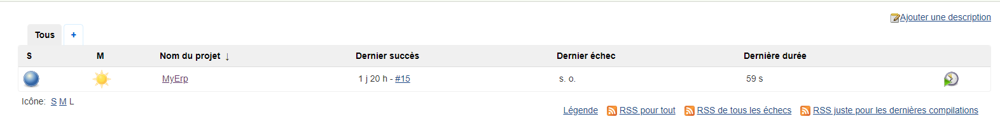 Ajouter une description
Tous +
S M Nom du projet ↓ Dernier succès Dernier échec Dernière durée
MyErp 1 j 20 h - #15 s. o. 59 s
Icône: S M L
Légende RSS pour tout RSS de tous les échecs RSS juste pour les dernières compilations